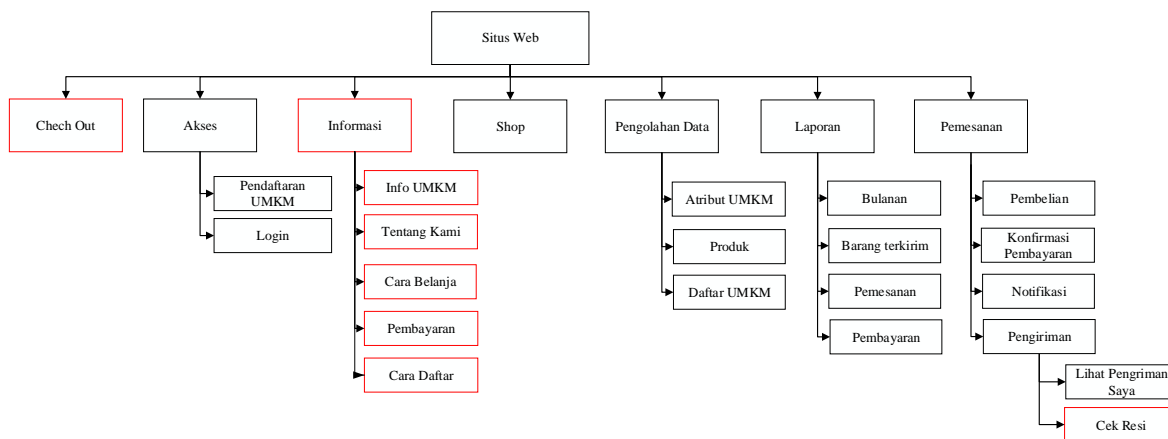 Situs Web
Chech Out
Akses
Informasi
Shop
Pengolahan Data
Laporan
Pemesanan
Pendaftaran
UMKM
Login
Info UMKM
Tentang Kami
Cara Belanja
Pembayaran
Cara Daftar
Atribut UMKM
Produk
Daftar UMKM
Bulanan
Barang terkirim
Pemesanan
Pembayaran
Pembelian
Konfirmasi
Pembayaran
Notifikasi
Pengiriman
Lihat Pengriman
Saya
Cek Resi